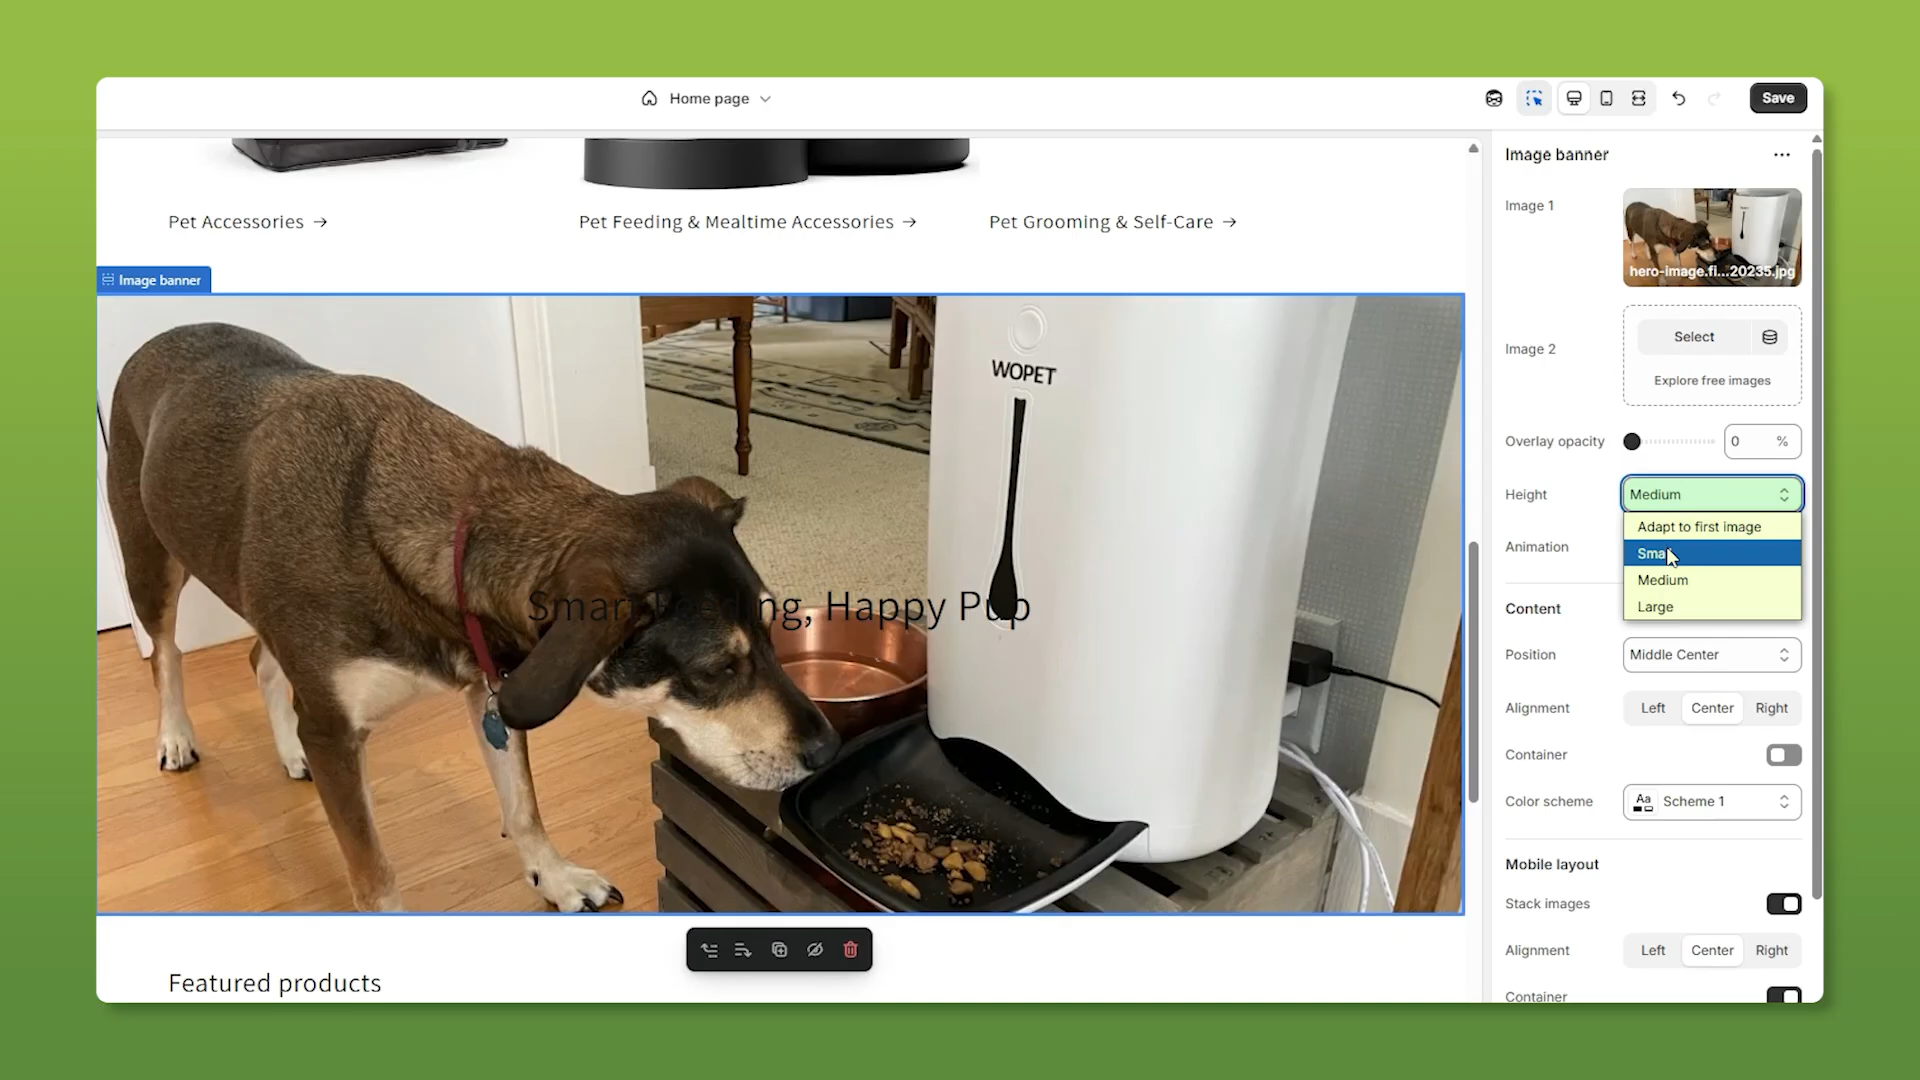 Home page
Save
Pet Accessories →
Pet Feeding & Mealtime Accessories →
Pet Grooming & Self-Care →
Image banner
WOPET
Smart Feeding, Happy Pup
Featured products
Image banner
Image 1
hero-image.fi...20235.jpg
Image 2
Select
Explore free images
Overlay opacity
0 %
Height
Medium
Adapt to first image
Small
Medium
Large
Animation
Content
Position
Middle Center
Alignment
Left Center Right
Container
Color scheme
Aa Scheme 1
Mobile layout
Stack images
Alignment
Left Center Right
Container